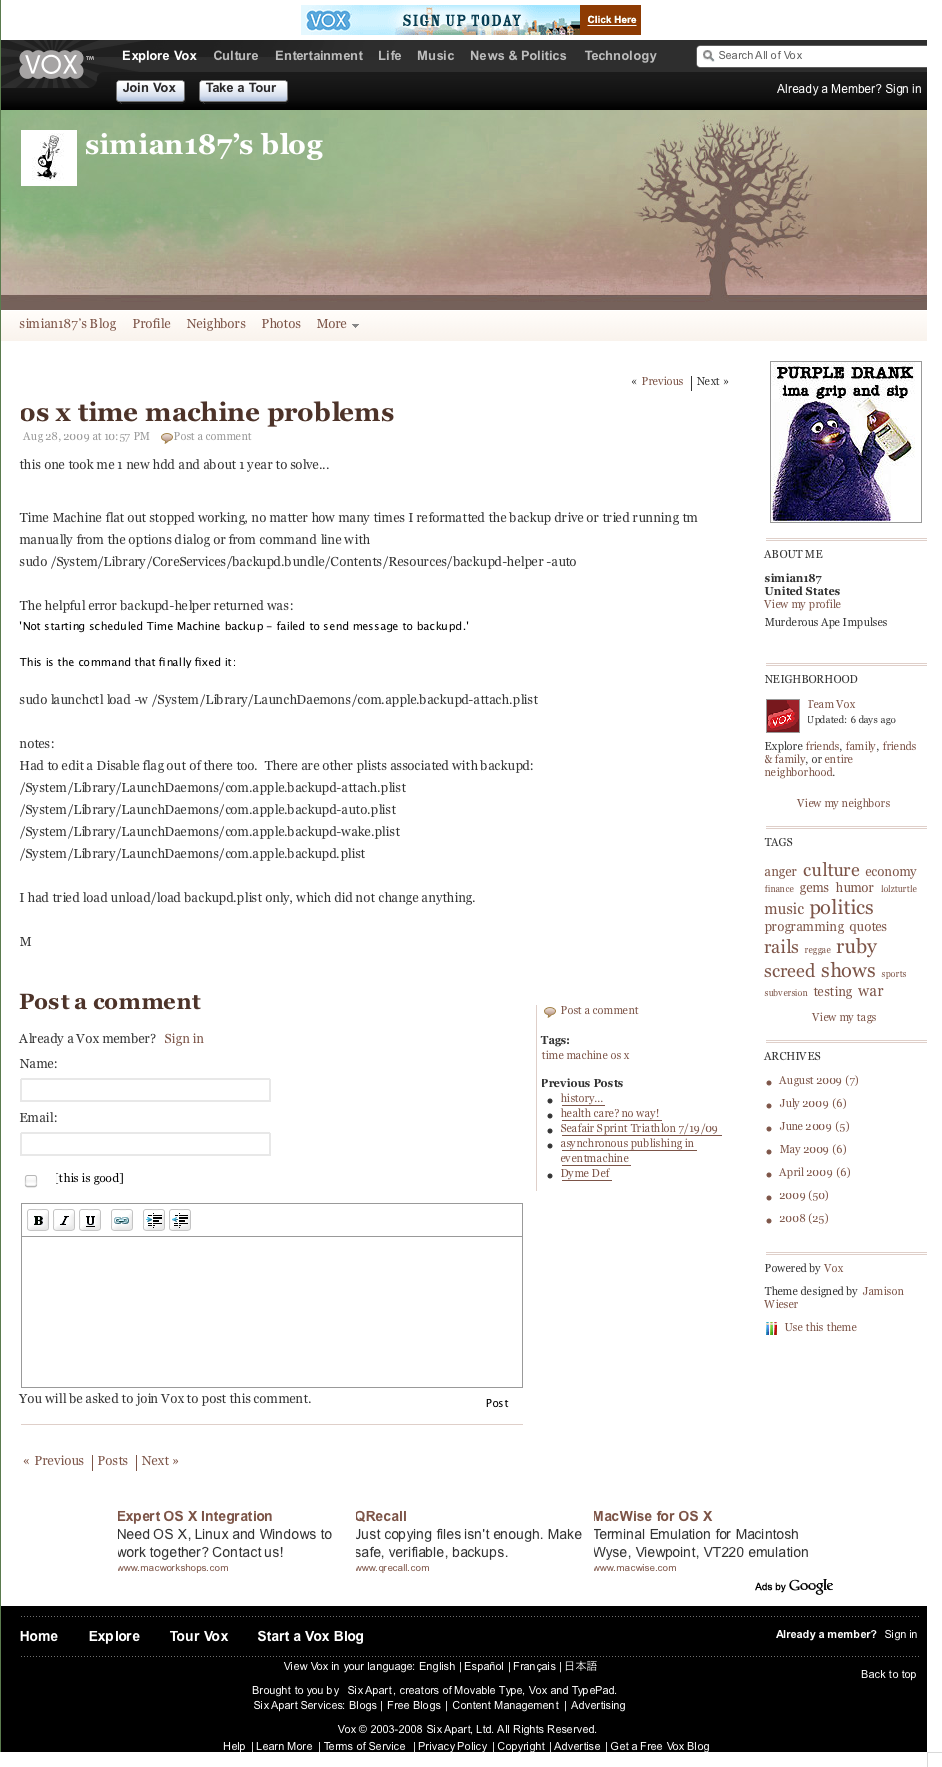 VOX SIGN UP TODAY Click Here
VOX™ Explore Vox Culture Entertainment Life Music News & Politics Technology Search All of Vox
Join Vox Take a Tour Already a Member? Sign in
simian187's blog
simian187's Blog Profile Neighbors Photos More
« Previous | Next »
os x time machine problems
Aug 28, 2009 at 10:57 PM Post a comment
this one took me 1 new hdd and about 1 year to solve...
Time Machine flat out stopped working, no matter how many times I reformatted the backup drive or tried running tm
manually from the options dialog or from command line with
sudo /System/Library/CoreServices/backupd.bundle/Contents/Resources/backupd-helper -auto
The helpful error backupd-helper returned was:
'Not starting scheduled Time Machine backup – failed to send message to backupd.'
This is the command that finally fixed it:
sudo launchctl load -w /System/Library/LaunchDaemons/com.apple.backupd-attach.plist
notes:
Had to edit a Disable flag out of there too.  There are other plists associated with backupd:
/System/Library/LaunchDaemons/com.apple.backupd-attach.plist
/System/Library/LaunchDaemons/com.apple.backupd-auto.plist
/System/Library/LaunchDaemons/com.apple.backupd-wake.plist
/System/Library/LaunchDaemons/com.apple.backupd.plist
I had tried load unload/load backupd.plist only, which did not change anything.
M
Post a comment
Already a Vox member? Sign in
Name:
Email:
[this is good]
B I U
You will be asked to join Vox to post this comment.
Post
« Previous | Posts | Next »
Post a comment
Tags:
time machine os x
Previous Posts
history...
health care? no way!
Seafair Sprint Triathlon 7/19/09
asynchronous publishing in
eventmachine
Dyme Def
PURPLE DRANK
ima grip and sip
ABOUT ME
simian187
United States
View my profile
Murderous Ape Impulses
NEIGHBORHOOD
VOX
Team Vox
Updated: 6 days ago
Explore friends, family, friends
& family, or entire
neighborhood.
View my neighbors
TAGS
anger culture economy
finance gems humor lolzturtle
music politics
programming quotes
rails reggae ruby
screed shows sports
subversion testing war
View my tags
ARCHIVES
August 2009 (7)
July 2009 (6)
June 2009 (5)
May 2009 (6)
April 2009 (6)
2009 (50)
2008 (25)
Powered by Vox
Theme designed by Jamison
Wieser
Use this theme
Expert OS X Integration
Need OS X, Linux and Windows to
work together? Contact us!
www.macworkshops.com
QRecall
Just copying files isn't enough. Make
safe, verifiable, backups.
www.qrecall.com
MacWise for OS X
Terminal Emulation for Macintosh
Wyse, Viewpoint, VT220 emulation
www.macwise.com
Ads by Google
Home Explore Tour Vox Start a Vox Blog Already a member? Sign in
View Vox in your language: English | Español | Français | 日本語
Back to top
Brought to you by Six Apart, creators of Movable Type, Vox and TypePad.
Six Apart Services: Blogs | Free Blogs | Content Management | Advertising
Vox © 2003-2008 Six Apart, Ltd. All Rights Reserved.
Help | Learn More | Terms of Service | Privacy Policy | Copyright | Advertise | Get a Free Vox Blog